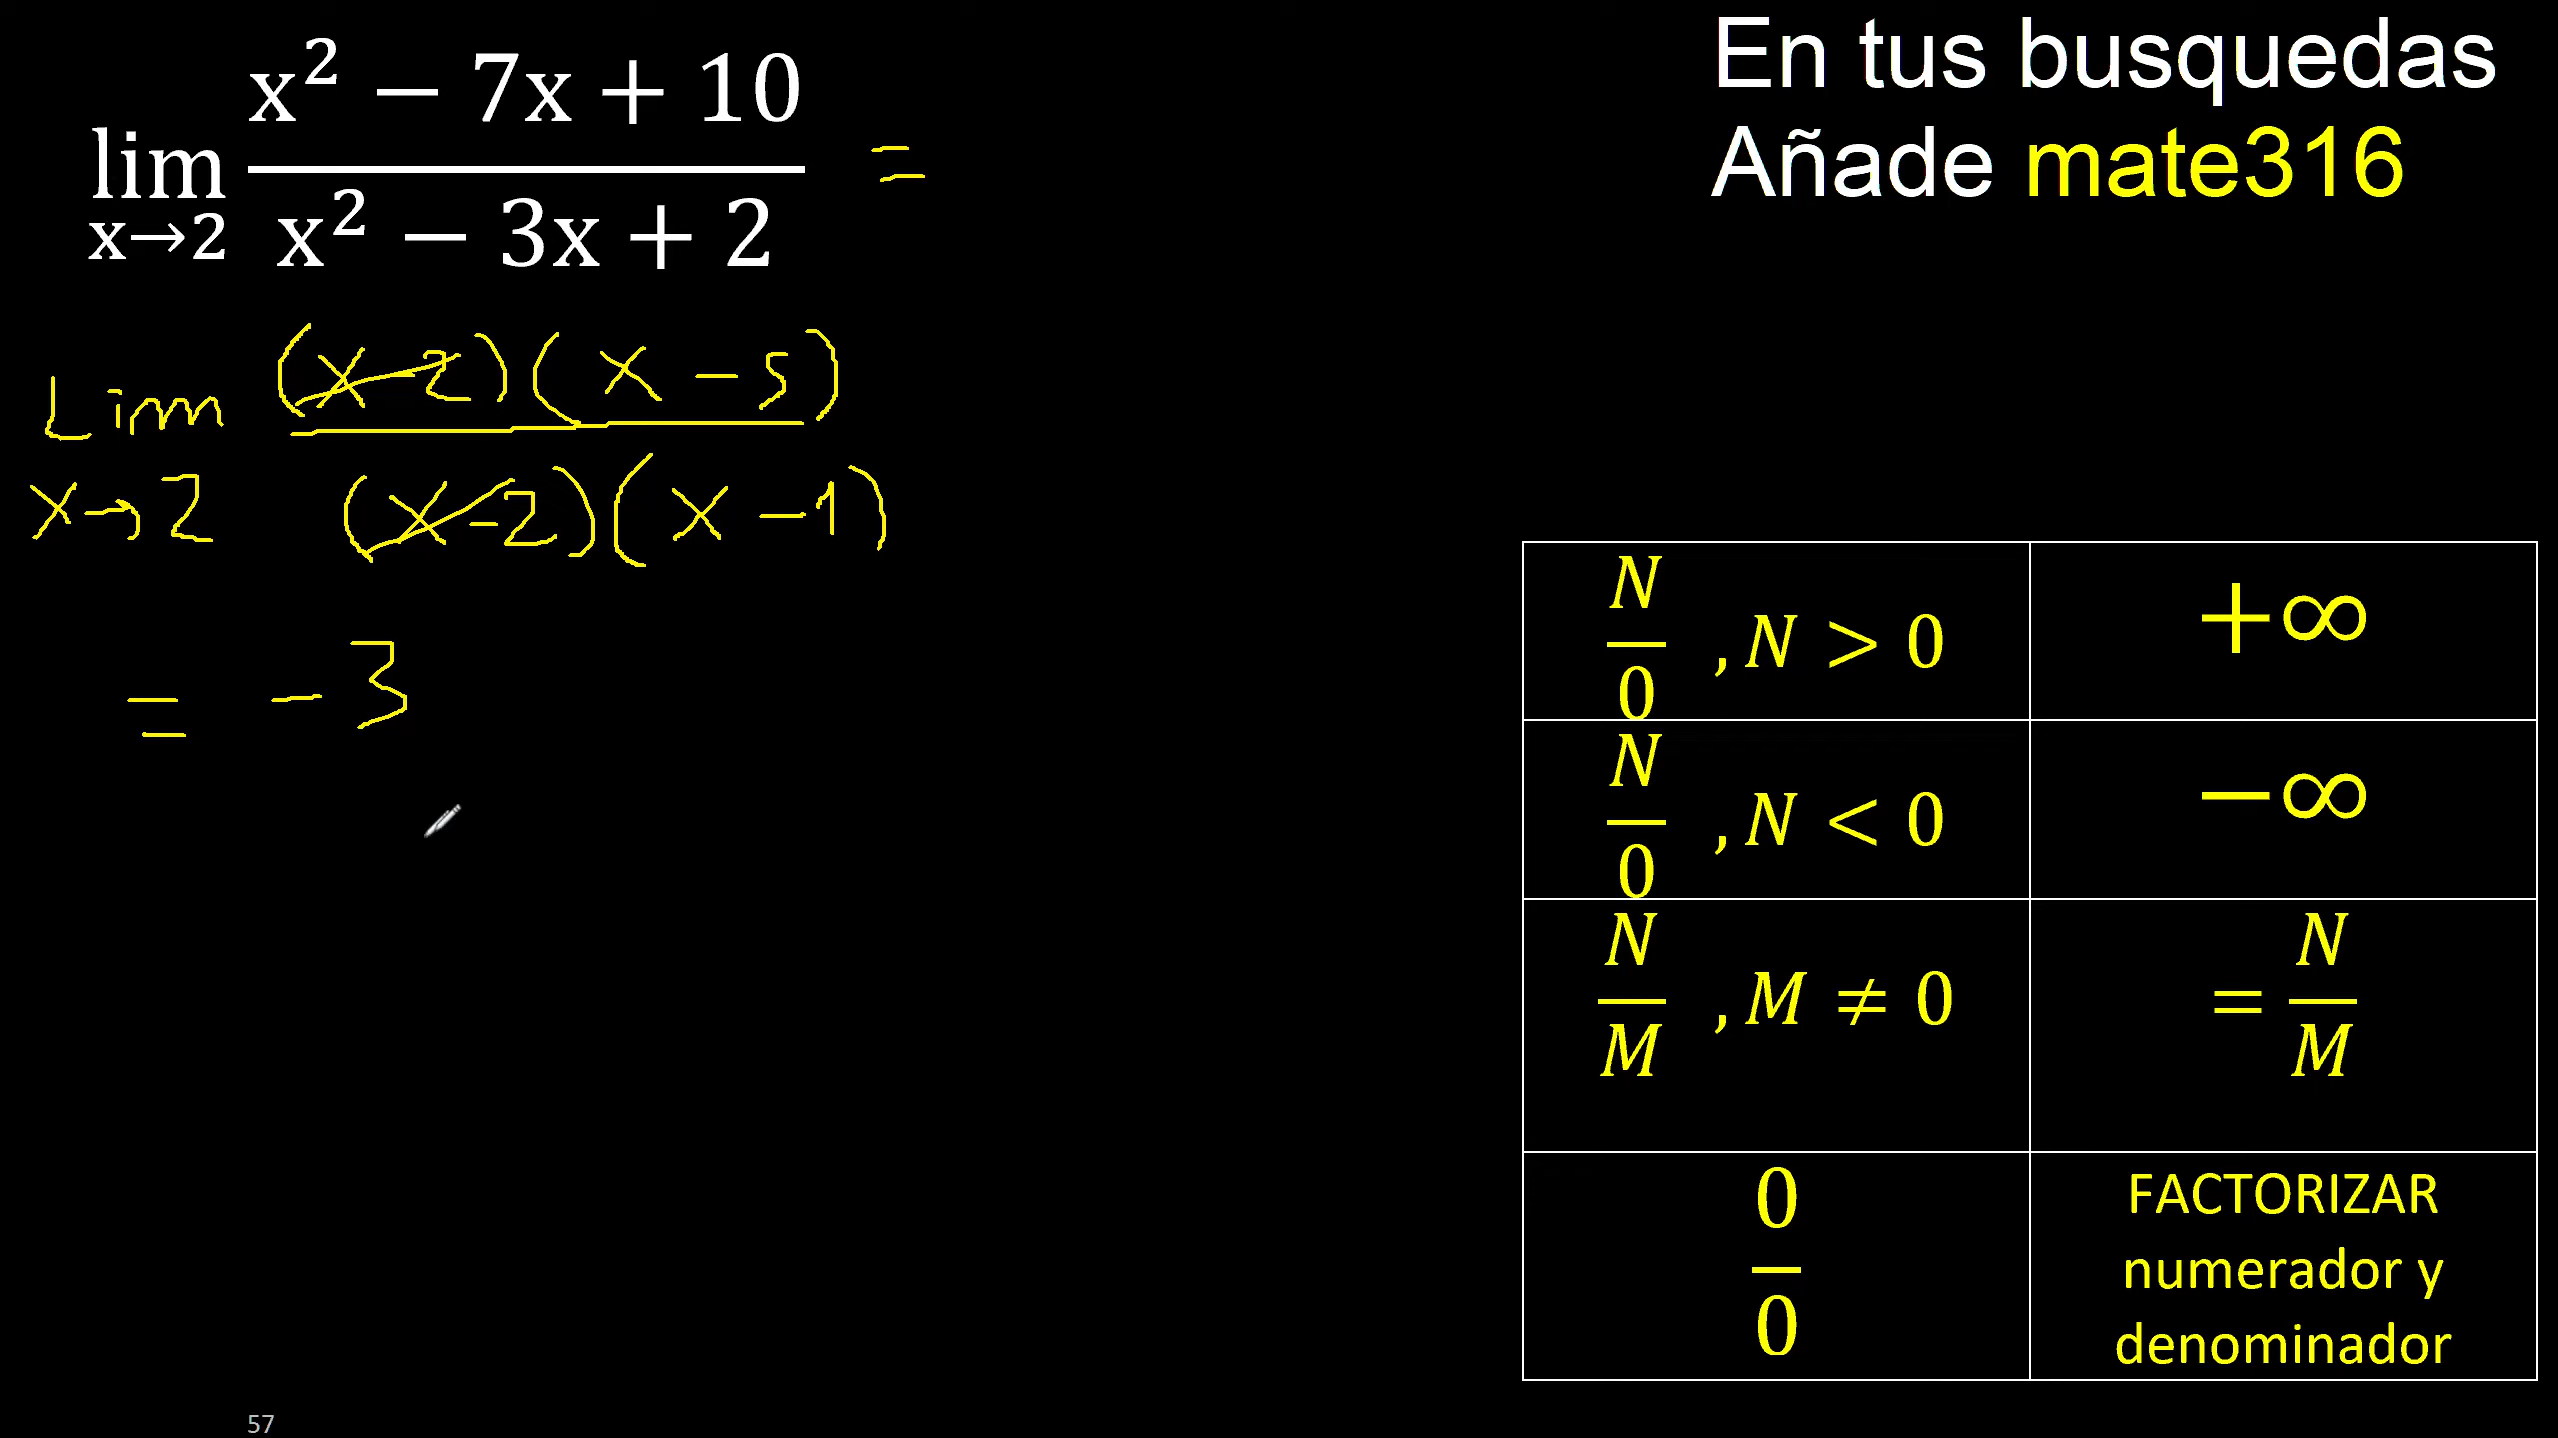 lim x→2 (x² − 7x + 10)/(x² − 3x + 2) =
Lim x→2 ((x-2)(x-5))/((x-2)(x-1))
= -3
En tus busquedas
Añade mate316
N/0 , N > 0 +∞
N/0 , N < 0 −∞
N/M , M ≠ 0 = N/M
0/0 FACTORIZAR
numerador y
denominador
57